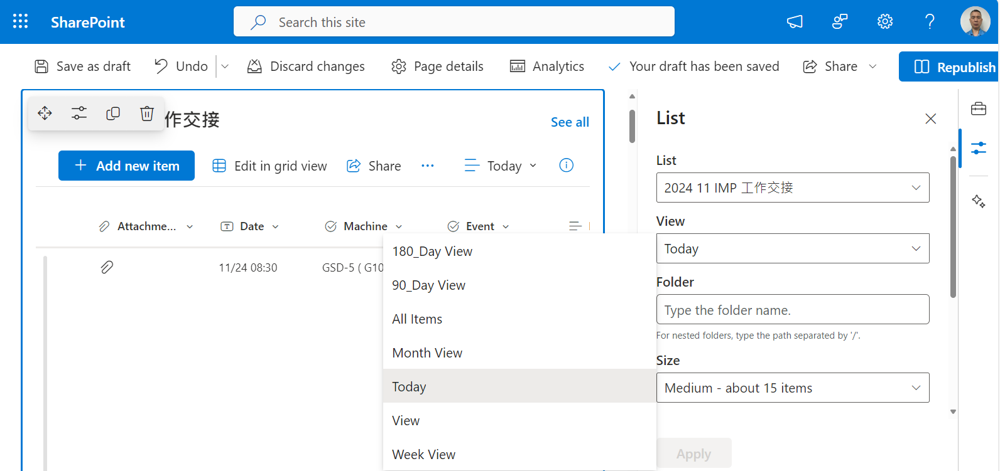 SharePoint
Search this site
Save as draft
Undo
Discard changes
Page details
Analytics
Your draft has been saved
Share
Republish
作交接
See all
Add new item
Edit in grid view
Share
Today
Attachme...
Date
Machine
Event
11/24 08:30
GSD-5 ( G10
180_Day View
90_Day View
All Items
Month View
Today
View
Week View
List
List
2024 11 IMP 工作交接
View
Today
Folder
Type the folder name.
For nested folders, type the path separated by '/'.
Size
Medium - about 15 items
Apply